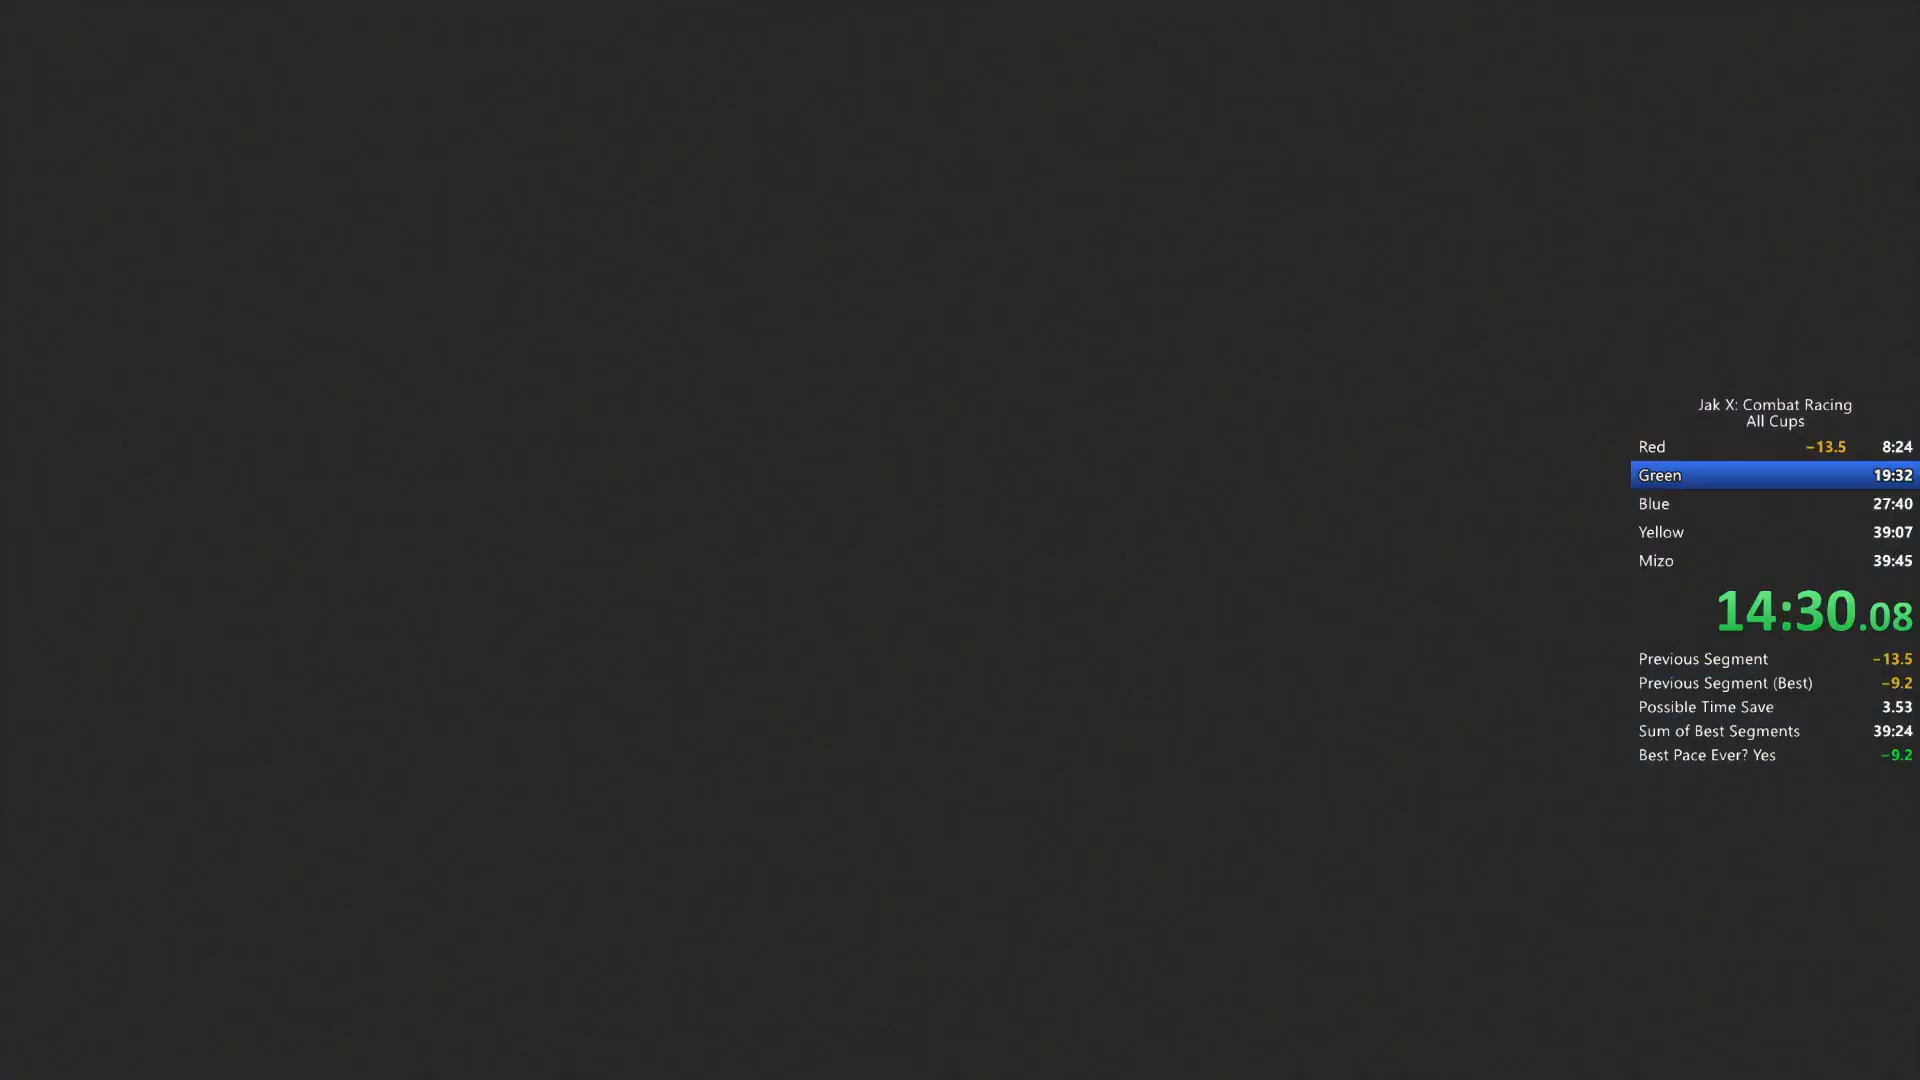 Jak X: Combat Racing
All Cups
Red −13.5 8:24
Green 19:32
Blue 27:40
Yellow 39:07
Mizo 39:45
14:30.08
Previous Segment −13.5
Previous Segment (Best) −9.2
Possible Time Save 3.53
Sum of Best Segments 39:24
Best Pace Ever? Yes −9.2